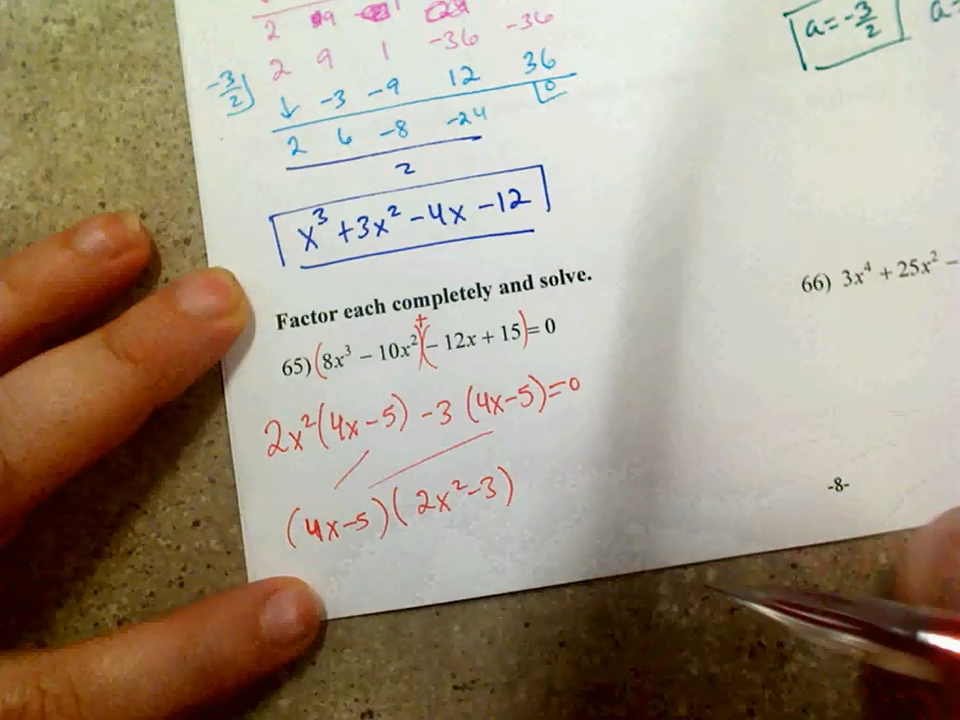 2 9
2 9 1 -36 -36
-3/2 ↓ -3 -9 12 36
2 6 -8 -24 0
2
x³ + 3x² - 4x - 12
a = -3/2 a =
Factor each completely and solve.
65) (8x³ - 10x²)+(- 12x + 15) = 0
2x²(4x-5) -3 (4x-5)=0
(4x-5)(2x²-3)
66) 3x⁴ + 25x² -
-8-